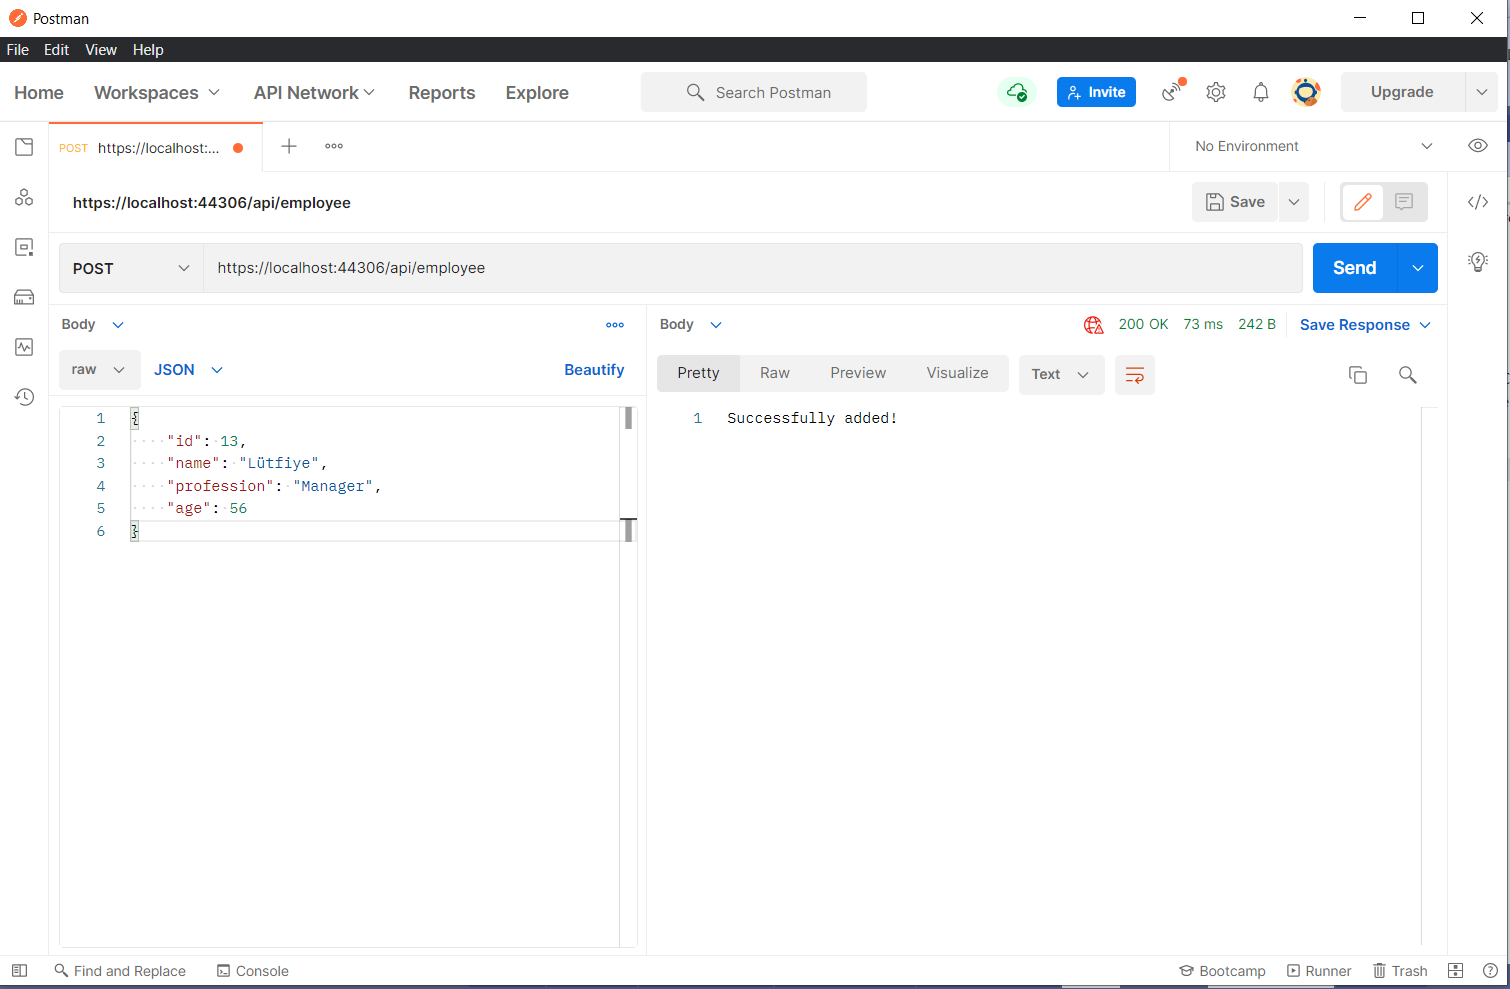 Postman
File Edit View Help
Home Workspaces API Network Reports Explore Search Postman Invite Upgrade
POST https://localhost:... No Environment
https://localhost:44306/api/employee Save
POST https://localhost:44306/api/employee Send
Body
raw JSON Beautify
1 {
2 "id": 13,
3 "name": "Lütfiye",
4 "profession": "Manager",
5 "age": 56
6 }
Body 200 OK 73 ms 242 B Save Response
Pretty Raw Preview Visualize Text
1 Successfully added!
Find and Replace Console Bootcamp Runner Trash